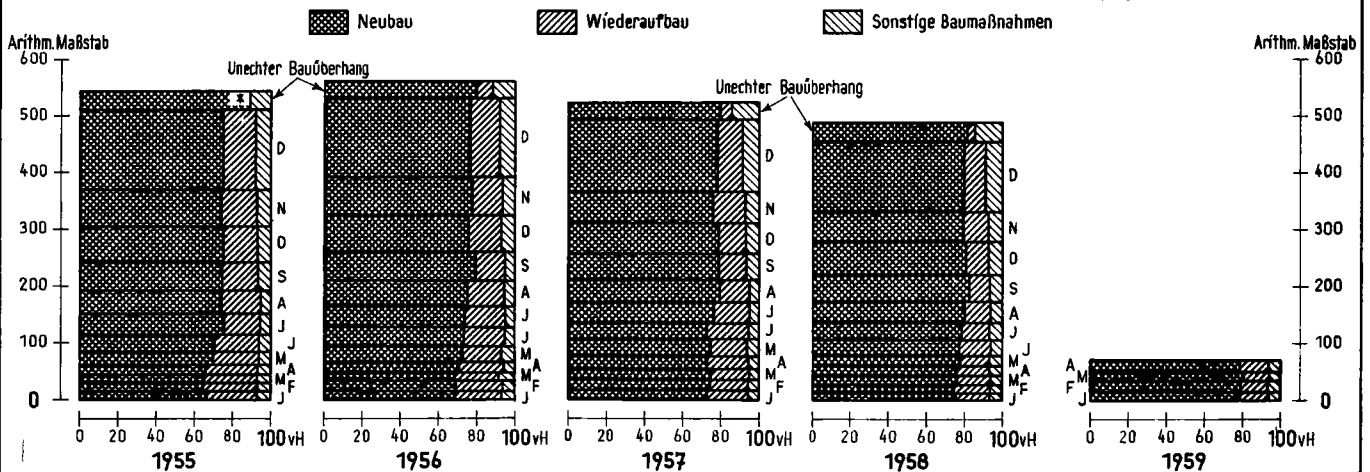 Neubau Wiederaufbau Sonstige Baumaßnahmen
Arithm. Maßstab Arithm. Maßstab
Unechter Bauüberhang
Unechter Bauüberhang
600 600
500 500
400 400
300 300
200 200
100 100
0 0
D
N
D
S
A
J
J
M
A
M
F
J
D
N
D
S
A
J
J
M
A
M
F
J
D
N
D
S
A
J
J
M
A
M
F
J
D
N
O
S
A
J
J
M
A
M
F
J
A
M
F
J
0 20 40 60 80 100vH 0 20 40 60 80 100vH 0 20 40 60 80 100vH 0 20 40 60 80 100vH 0 20 40 60 80 100vH
1955 1956 1957 1958 1959